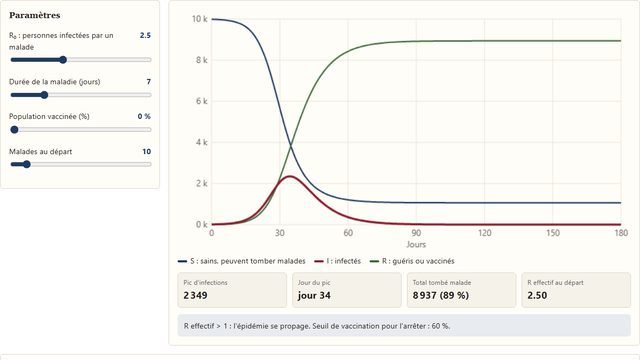 Paramètres
R₀ : personnes infectées par un malade 2.5
Durée de la maladie (jours) 7
Population vaccinée (%) 0 %
Malades au départ 10
10 k
8 k
6 k
4 k
2 k
0 k
0 30 60 90 120 150 180
Jours
S : sains, peuvent tomber malades I : infectés R : guéris ou vaccinés
Pic d'infections
2 349
Jour du pic
jour 34
Total tombé malade
8 937 (89 %)
R effectif au départ
2.50
R effectif > 1 : l'épidémie se propage. Seuil de vaccination pour l'arrêter : 60 %.